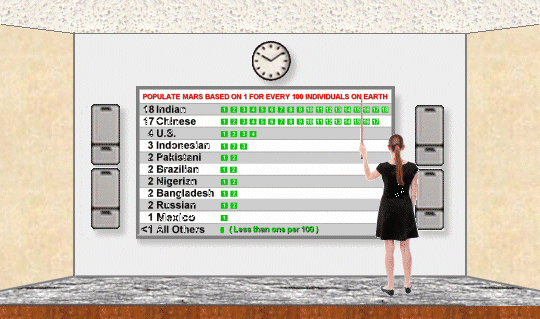 POPULATE MARS BASED ON 1 FOR EVERY 100 INDIVIDUALS ON EARTH
18 Indian 1 2 3 4 5 6 7 8 9 10 11 12 13 14 15 16 17 18
17 Chinese 1 2 3 4 5 6 7 8 9 10 11 12 13 14 15 16 17
4 U.S. 1 2 3 4
3 Indonesian 1 2 3
2 Pakistani 1 2
2 Brazilian 1 2
2 Nigerian 1 2
2 Bangladesh 1 2
2 Russian 1 2
1 Mexico 1
<1 All Others ( Less than one per 100 )